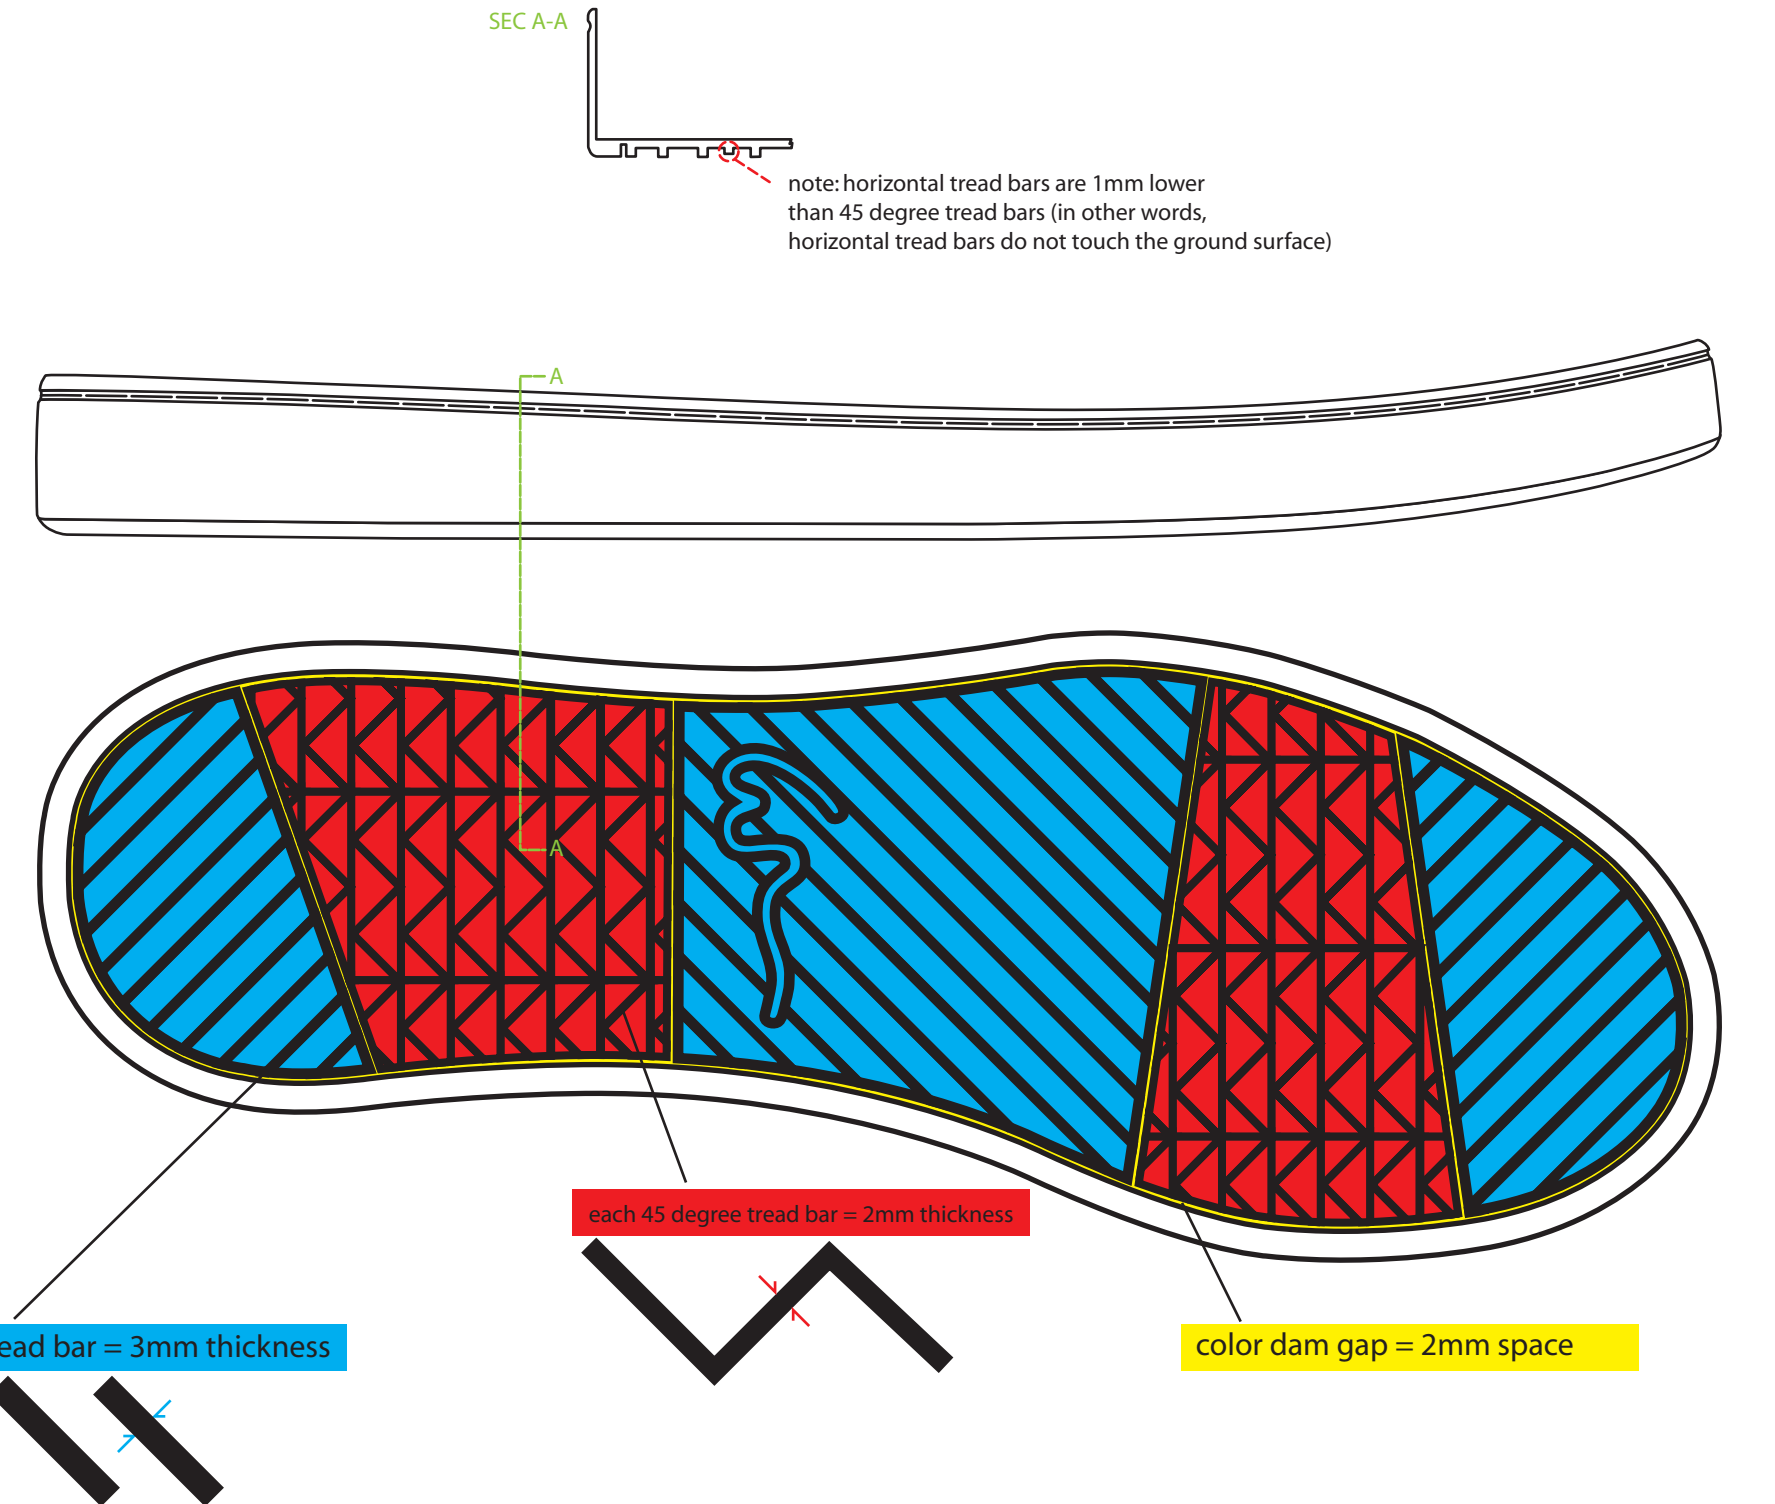 SEC A-A
note: horizontal tread bars are 1mm lower
than 45 degree tread bars (in other words,
horizontal tread bars do not touch the ground surface)
A
A
each 45 degree tread bar = 2mm thickness
bar = 3mm thickness
color dam gap = 2mm space